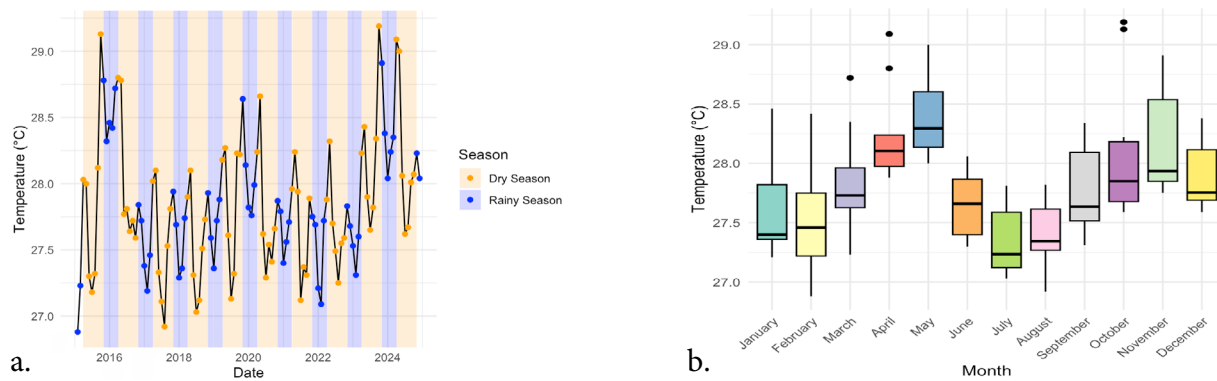 29.0
28.5
28.0
27.5
27.0
Temperature (°C)
2016 2018 2020 2022 2024
Date
Season
Dry Season
Rainy Season
a.
29.0
28.5
28.0
27.5
27.0
Temperature (°C)
January February March April May June July August September October November December
Month
b.